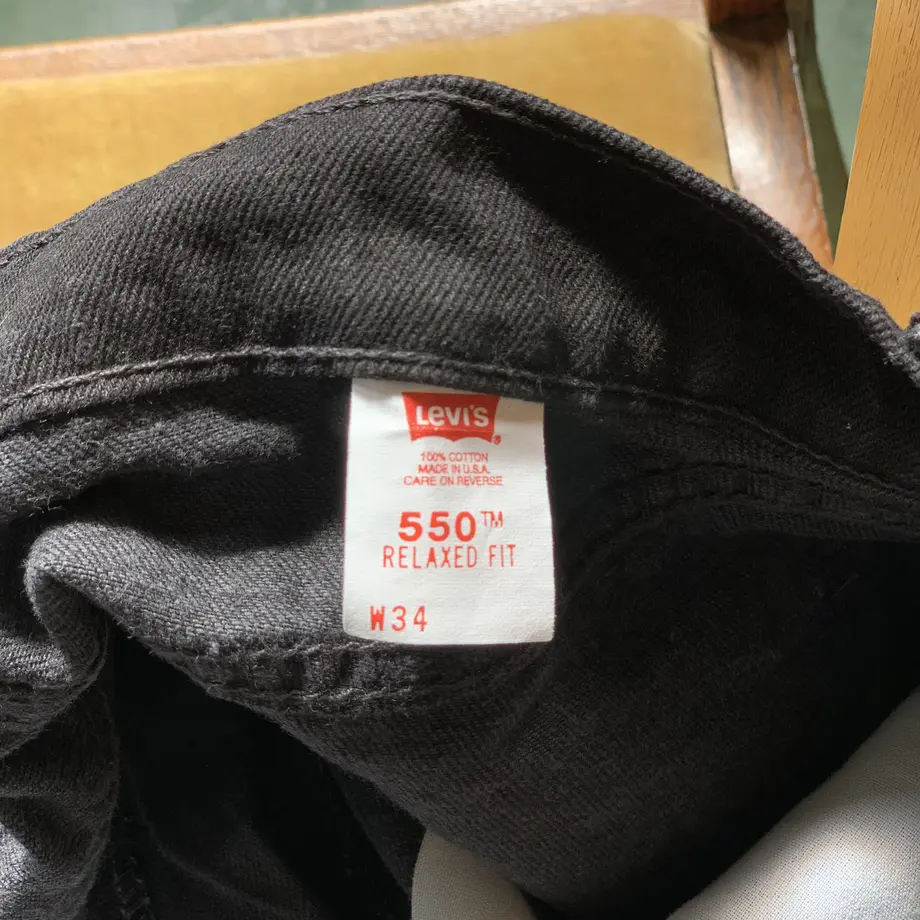 LEVI'S ®
100% COTTON
MADE IN U.S.A.
CARE ON REVERSE
550™
RELAXED FIT
W34